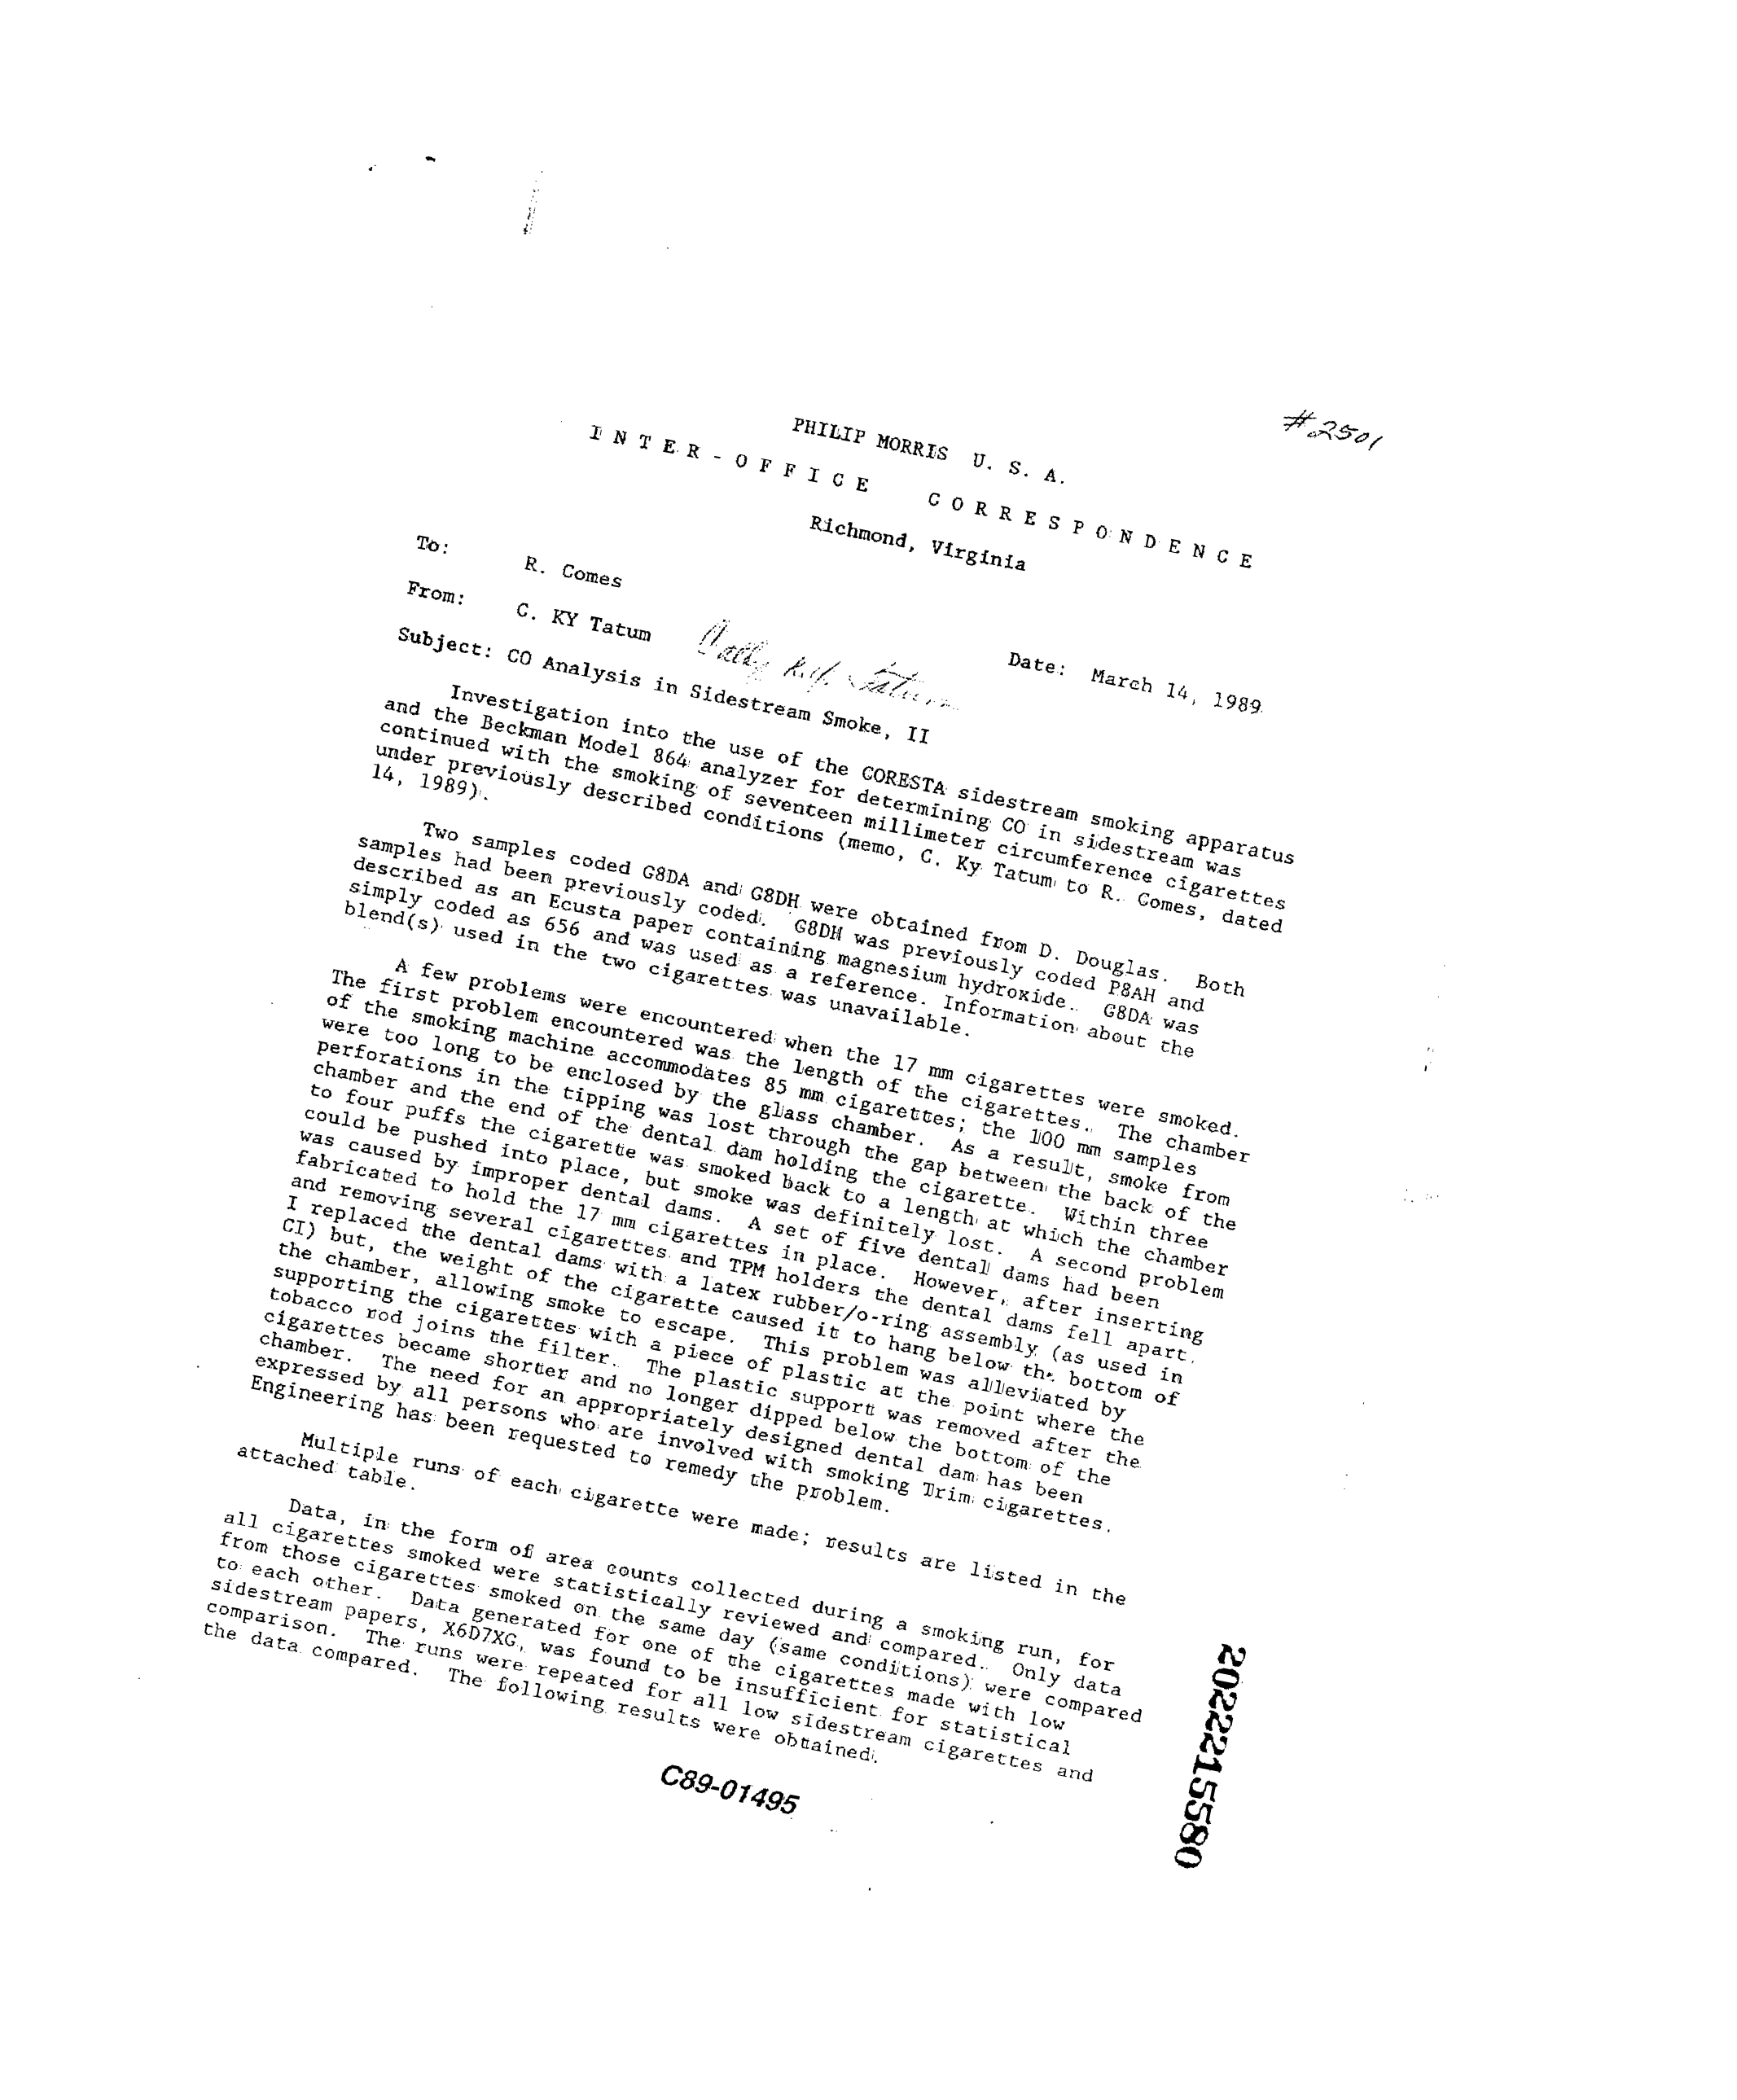 #2501
PHILIP MORRIS U. S. A.
INTER-OFFICE CORRESPONDENCE
Richmond, Virginia
To: R. Comes
From: C. KY Tatum
Date: March 14, 1989
Subject: CO Analysis in Sidestream Smoke, II
Investigation into the use of the CORESTA sidestream smoking apparatus
and the Beckman Model 864 analyzer for determining CO in sidestream was
continued with the smoking of seventeen millimeter circumference cigarettes
under previously described conditions (memo, C. Ky Tatum to R. Comes, dated
14, 1989).
Two samples coded G8DA and G8DH were obtained from D. Douglas. Both
samples had been previously coded. G8DH was previously coded P8AH and
described as an Ecusta paper containing magnesium hydroxide. G8DA was
simply coded as 656 and was used as a reference. Information about the
blend(s) used in the two cigarettes was unavailable.
A few problems were encountered when the 17 mm cigarettes were smoked.
The first problem encountered was the length of the cigarettes. The chamber
of the smoking machine accommodates 85 mm cigarettes; the 100 mm samples
were too long to be enclosed by the glass chamber. As a result, smoke from
perforations in the tipping was lost through the gap between the back of the
chamber and the end of the dental dam holding the cigarette. Within three
to four puffs the cigarette was smoked back to a length at which the chamber
could be pushed into place, but smoke was definitely lost. A second problem
was caused by improper dental dams. A set of five dental dams had been
fabricated to hold the 17 mm cigarettes in place. However, after inserting
and removing several cigarettes and TPM holders the dental dams fell apart.
I replaced the dental dams with a latex rubber/o-ring assembly (as used in
CI) but, the weight of the cigarette caused it to hang below the bottom of
the chamber, allowing smoke to escape. This problem was alleviated by
supporting the cigarettes with a piece of plastic at the point where the
tobacco rod joins the filter. The plastic support was removed after the
cigarettes became shorter and no longer dipped below the bottom of the
chamber. The need for an appropriately designed dental dam has been
expressed by all persons who are involved with smoking Trim cigarettes.
Engineering has been requested to remedy the problem.
Multiple runs of each cigarette were made; results are listed in the
attached table.
Data, in the form of area counts collected during a smoking run, for
all cigarettes smoked were statistically reviewed and compared. Only data
from those cigarettes smoked on the same day (same conditions) were compared
to each other. Data generated for one of the cigarettes made with low
sidestream papers, X6D7XG, was found to be insufficient for statistical
comparison. The runs were repeated for all low sidestream cigarettes and
the data compared. The following results were obtained.
C89-01495
2022215580